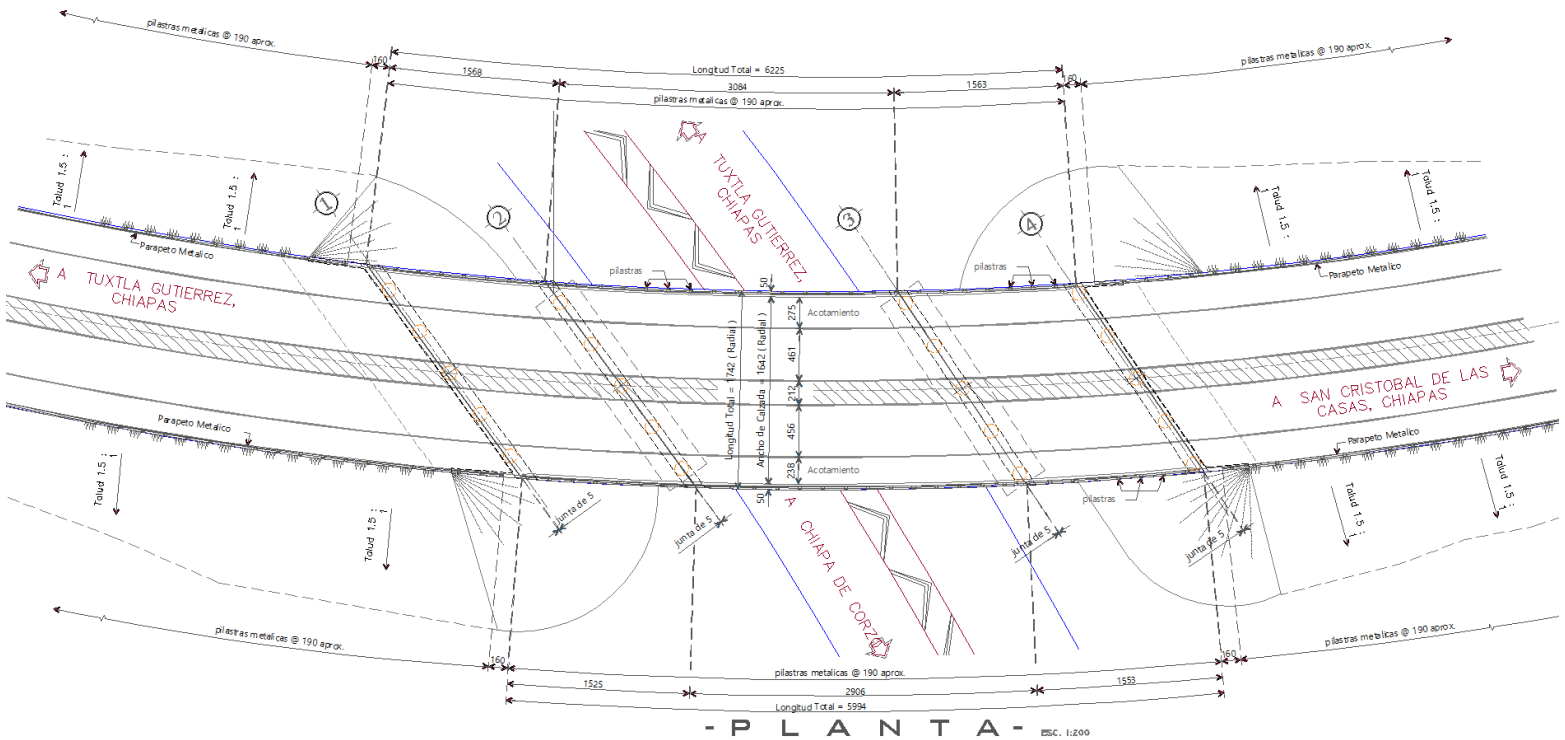 pilastras metalicas @ 190 aprox.
160
1568
Longitud Total = 6225
3084
1563
160
pilastras metalicas @ 190 aprox.
pilastras metalicas @ 190 aprox.
A TUXTLA GUTIERREZ,
CHIAPAS
Talud 1.5 :
1
Talud 1.5 :
1
1
2
3
4
Talud 1.5 :
1
Talud 1.5 :
1
Parapeto Metalico
pilastras
pilastras
Parapeto Metalico
A TUXTLA GUTIERREZ,
CHIAPAS
50
275
Acotamiento
461
212
456
238
Acotamiento
50
Longitud Total = 1742 ( Radial )
Ancho de Calzada = 1642 ( Radial )
A SAN CRISTOBAL DE LAS
CASAS, CHIAPAS
Parapeto Metalico
Parapeto Metalico
pilastras
Talud 1.5 :
1
Talud 1.5 :
1
junta de 5
junta de 5
junta de 5
junta de 5
Talud 1.5 :
1
Talud 1.5 :
1
A CHIAPA DE CORZO
pilastras metalicas @ 190 aprox.
160
pilastras metalicas @ 190 aprox.
160
pilastras metalicas @ 190 aprox.
1525
2906
1553
Longitud Total = 5994
- P L A N T A - ESC. 1:200